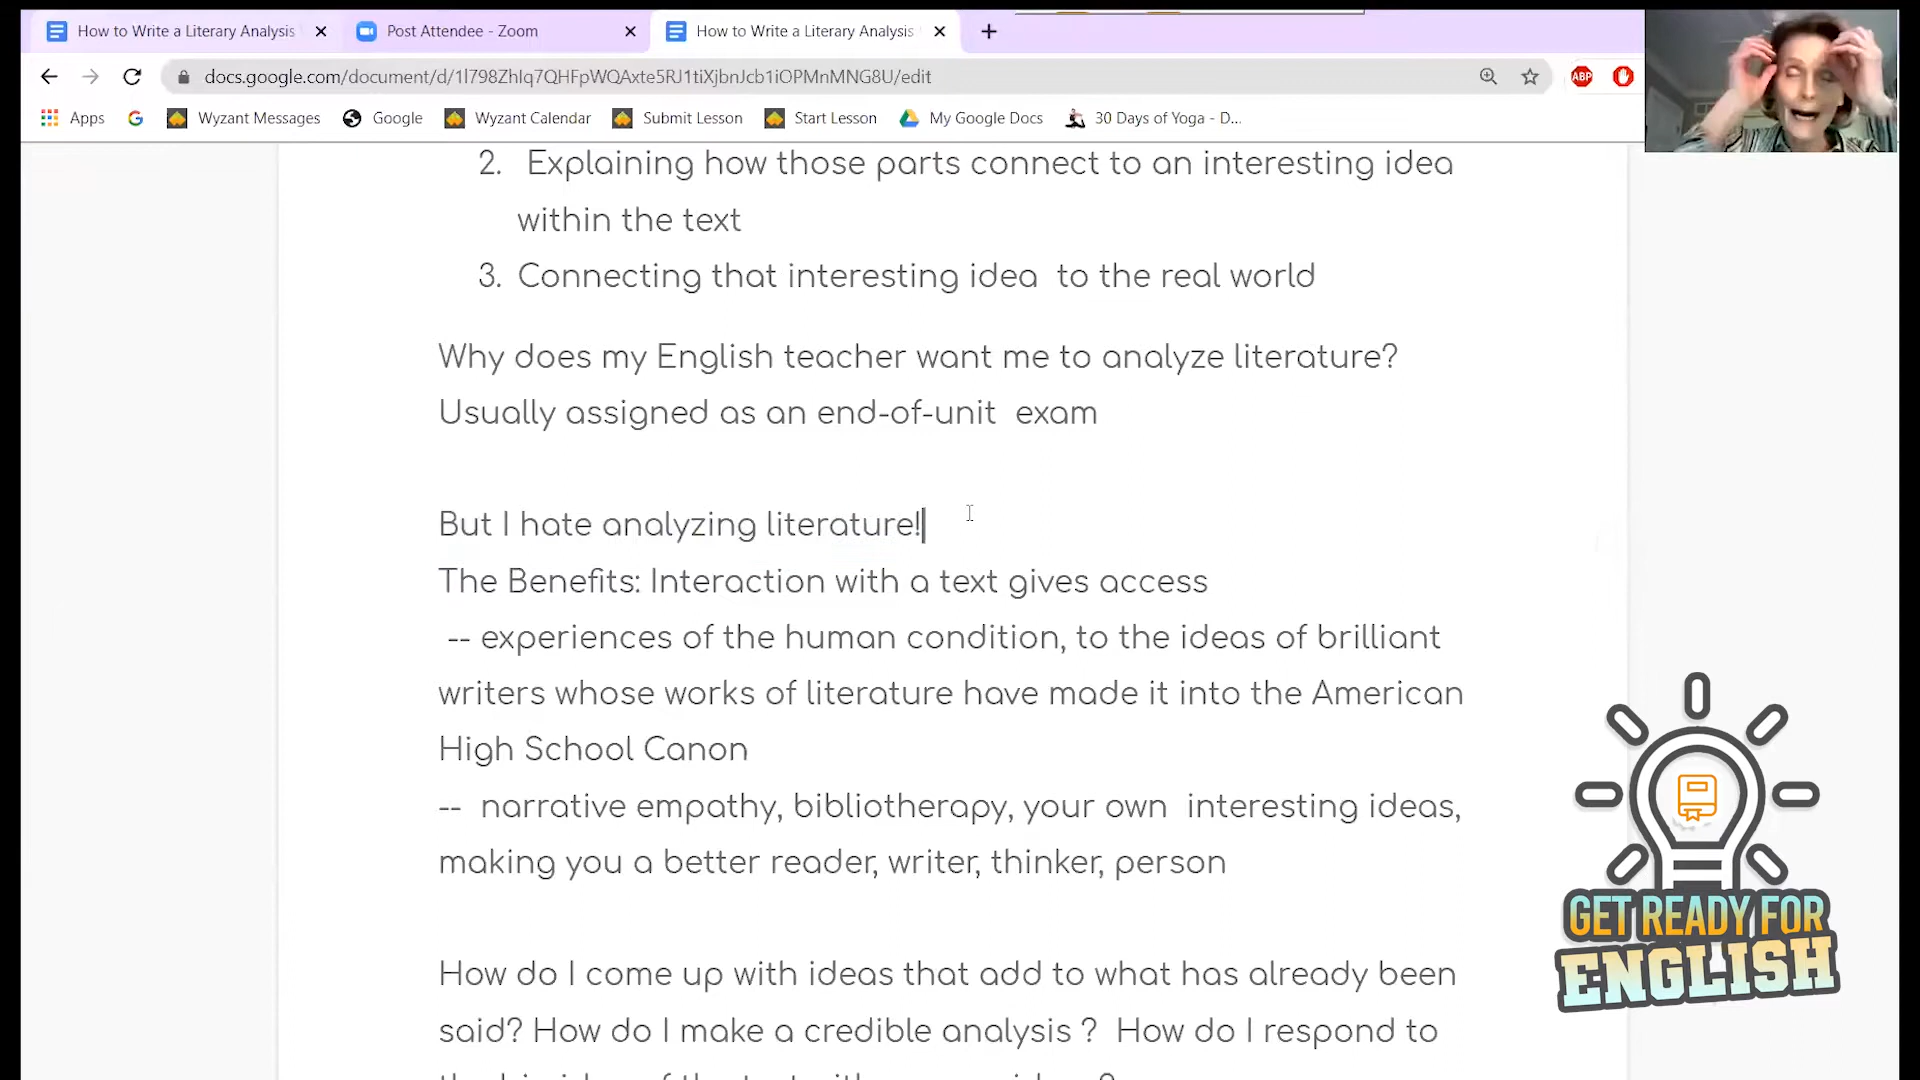 How to Write a Literary Analysis
Post Attendee - Zoom
How to Write a Literary Analysis
docs.google.com/document/d/1I798ZhIq7QHFpWQAxte5RJ1tiXjbnJcb1iOPMnMNG8U/edit
ABP
Apps
Wyzant Messages
Google
Wyzant Calendar
Submit Lesson
Start Lesson
My Google Docs
30 Days of Yoga - D...
2. Explaining how those parts connect to an interesting idea
within the text
3. Connecting that interesting idea to the real world
Why does my English teacher want me to analyze literature?
Usually assigned as an end-of-unit exam
But I hate analyzing literature!
The Benefits: Interaction with a text gives access
-- experiences of the human condition, to the ideas of brilliant
writers whose works of literature have made it into the American
High School Canon
-- narrative empathy, bibliotherapy, your own interesting ideas,
making you a better reader, writer, thinker, person
How do I come up with ideas that add to what has already been
said? How do I make a credible analysis ? How do I respond to
GET READY FOR
ENGLISH